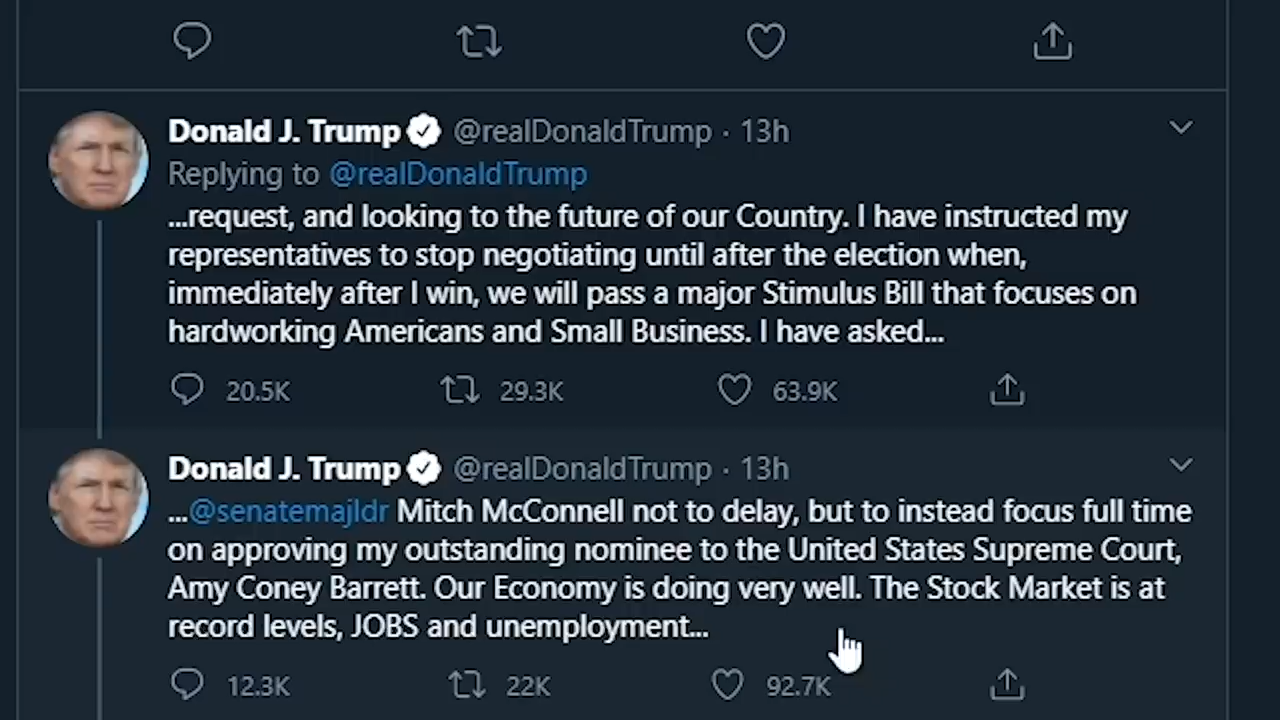 Donald J. Trump @realDonaldTrump · 13h
Replying to @realDonaldTrump
...request, and looking to the future of our Country. I have instructed my
representatives to stop negotiating until after the election when,
immediately after I win, we will pass a major Stimulus Bill that focuses on
hardworking Americans and Small Business. I have asked...
20.5K 29.3K 63.9K
Donald J. Trump @realDonaldTrump · 13h
...@senatemajldr Mitch McConnell not to delay, but to instead focus full time
on approving my outstanding nominee to the United States Supreme Court,
Amy Coney Barrett. Our Economy is doing very well. The Stock Market is at
record levels, JOBS and unemployment...
12.3K 22K 92.7K